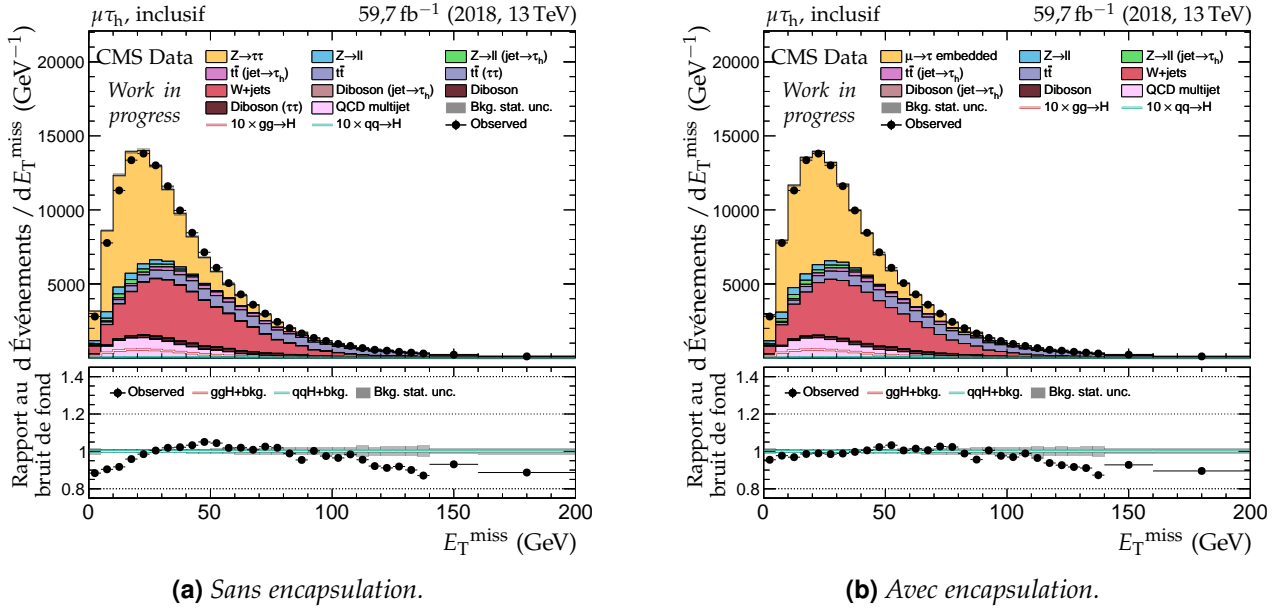 μτh, inclusif 59,7 fb−1 (2018, 13 TeV)
CMS Data
Work in
progress
Z→ττ Z→ll Z→ll (jet→τh)
tt̄ (jet→τh) tt̄ tt̄ (ττ)
W+jets Diboson (jet→τh) Diboson
Diboson (ττ) QCD multijet Bkg. stat. unc.
10 × gg→H 10 × qq→H Observed
d Événements / dETmiss (GeV−1)
20000
15000
10000
5000
Observed ggH+bkg. qqH+bkg. Bkg. stat. unc.
Rapport au
bruit de fond
1.4
1.2
1.0
0.8
0 50 100 150 200
ETmiss (GeV)
(a) Sans encapsulation.
μτh, inclusif 59,7 fb−1 (2018, 13 TeV)
CMS Data
Work in
progress
μ→τ embedded Z→ll Z→ll (jet→τh)
tt̄ (jet→τh) tt̄ W+jets
Diboson (jet→τh) Diboson QCD multijet
Bkg. stat. unc. 10 × gg→H 10 × qq→H
Observed
d Événements / dETmiss (GeV−1)
20000
15000
10000
5000
Observed ggH+bkg. qqH+bkg. Bkg. stat. unc.
Rapport au
bruit de fond
1.4
1.2
1.0
0.8
0 50 100 150 200
ETmiss (GeV)
(b) Avec encapsulation.